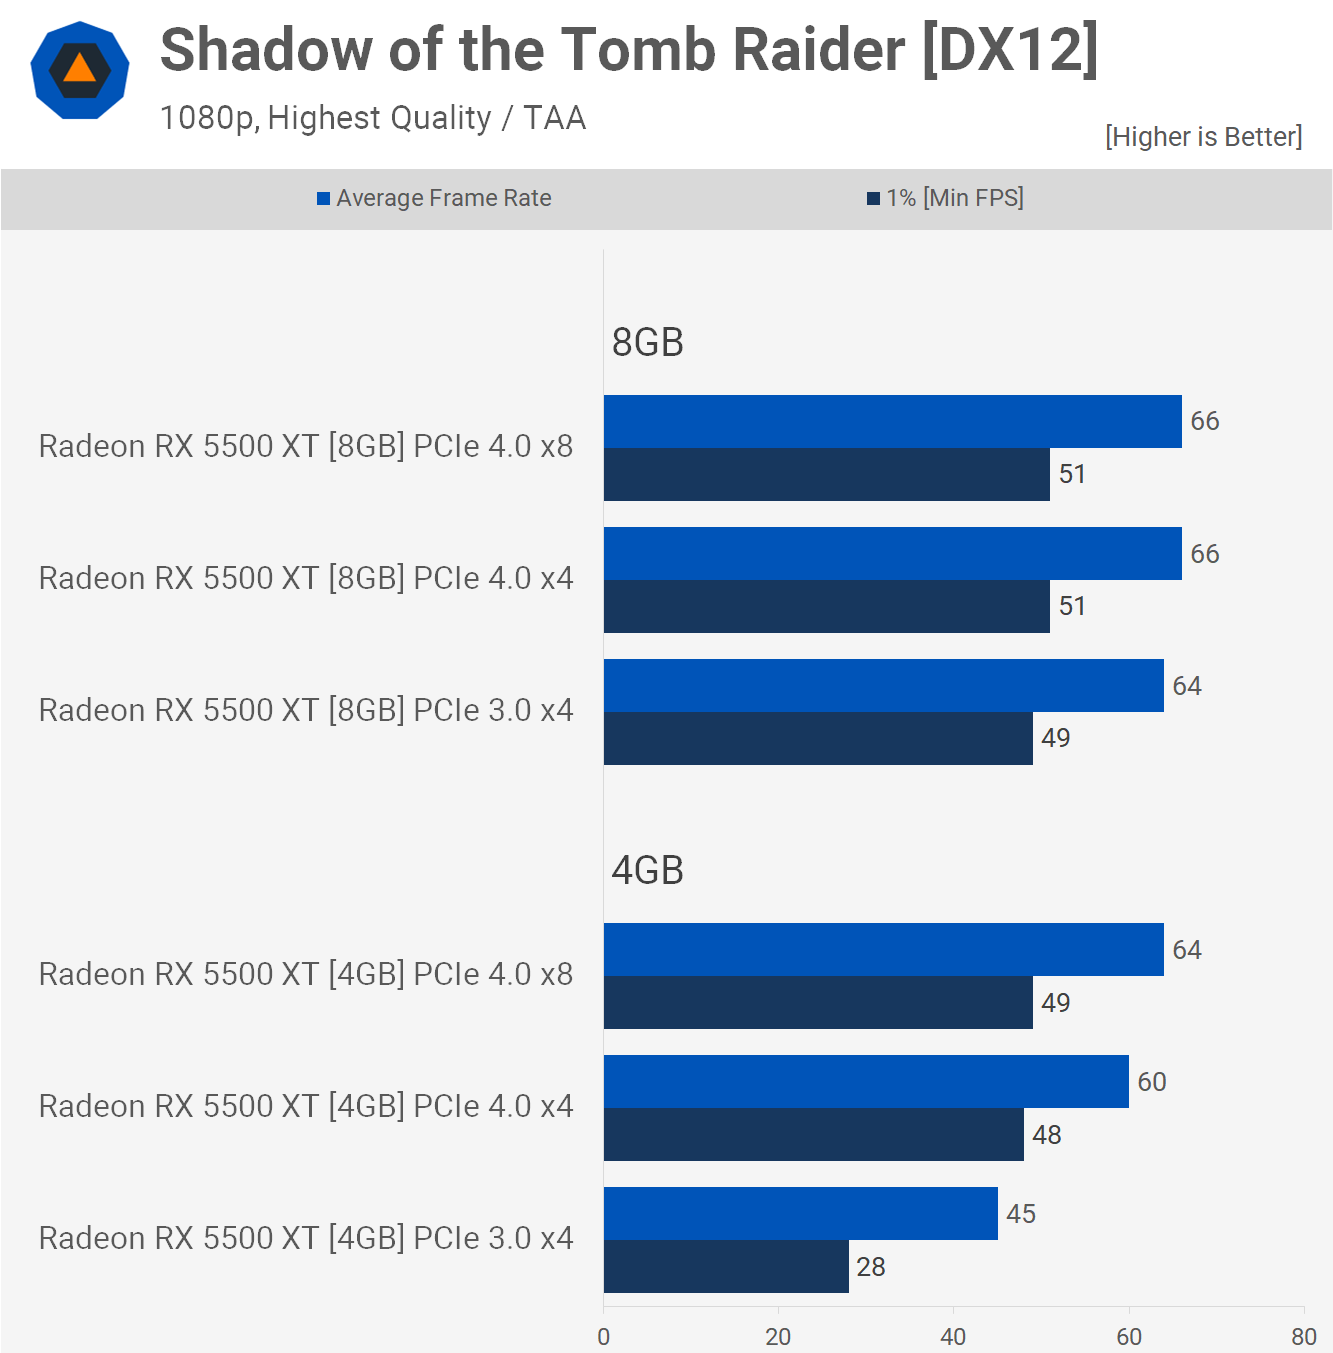 Shadow of the Tomb Raider [DX12]
1080p, Highest Quality / TAA
[Higher is Better]
Average Frame Rate
1% [Min FPS]
8GB
Radeon RX 5500 XT [8GB] PCIe 4.0 x8
66
51
Radeon RX 5500 XT [8GB] PCIe 4.0 x4
66
51
Radeon RX 5500 XT [8GB] PCIe 3.0 x4
64
49
4GB
Radeon RX 5500 XT [4GB] PCIe 4.0 x8
64
49
Radeon RX 5500 XT [4GB] PCIe 4.0 x4
60
48
Radeon RX 5500 XT [4GB] PCIe 3.0 x4
45
28
0 20 40 60 80